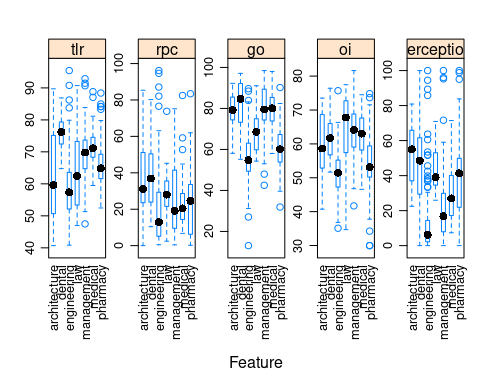 tlr rpc go oi erceptio
40 50 60 70 80 90
0 20 40 60 80 100
20 40 60 80 100
30 40 50 60 70 80
0 20 40 60 80 100
architecture dental engineering law management medical pharmacy
architecture dental engineering law management medical pharmacy
architecture dental engineering law management medical pharmacy
architecture dental engineering law management medical pharmacy
architecture dental engineering law management medical pharmacy
Feature